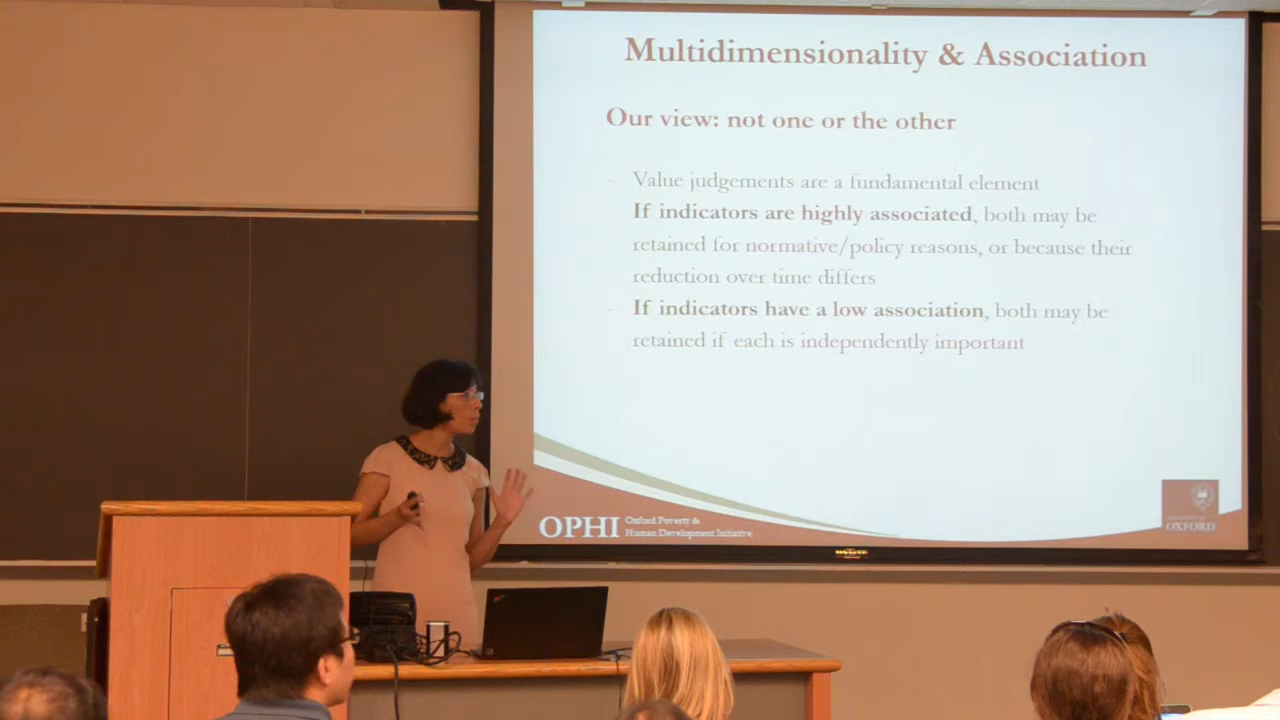 Multidimensionality & Association
Our view: not one or the other
- Value judgements are a fundamental element
- If indicators are highly associated, both may be
retained for normative/policy reasons, or because their
reduction over time differs
- If indicators have a low association, both may be
retained if each is independently important
OPHI
Oxford Poverty &
Human Development Initiative
OXFORD